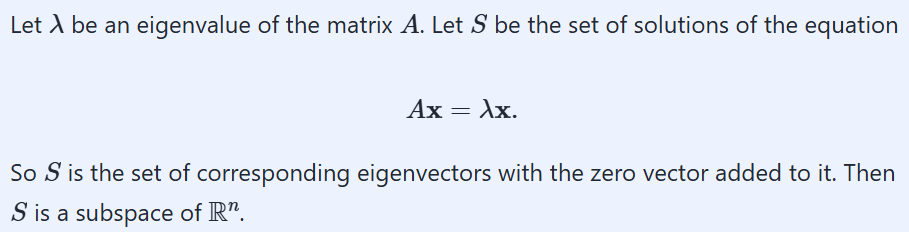 Let λ be an eigenvalue of the matrix A. Let S be the set of solutions of the equation
Ax = λx.
So S is the set of corresponding eigenvectors with the zero vector added to it. Then
S is a subspace of ℝⁿ.